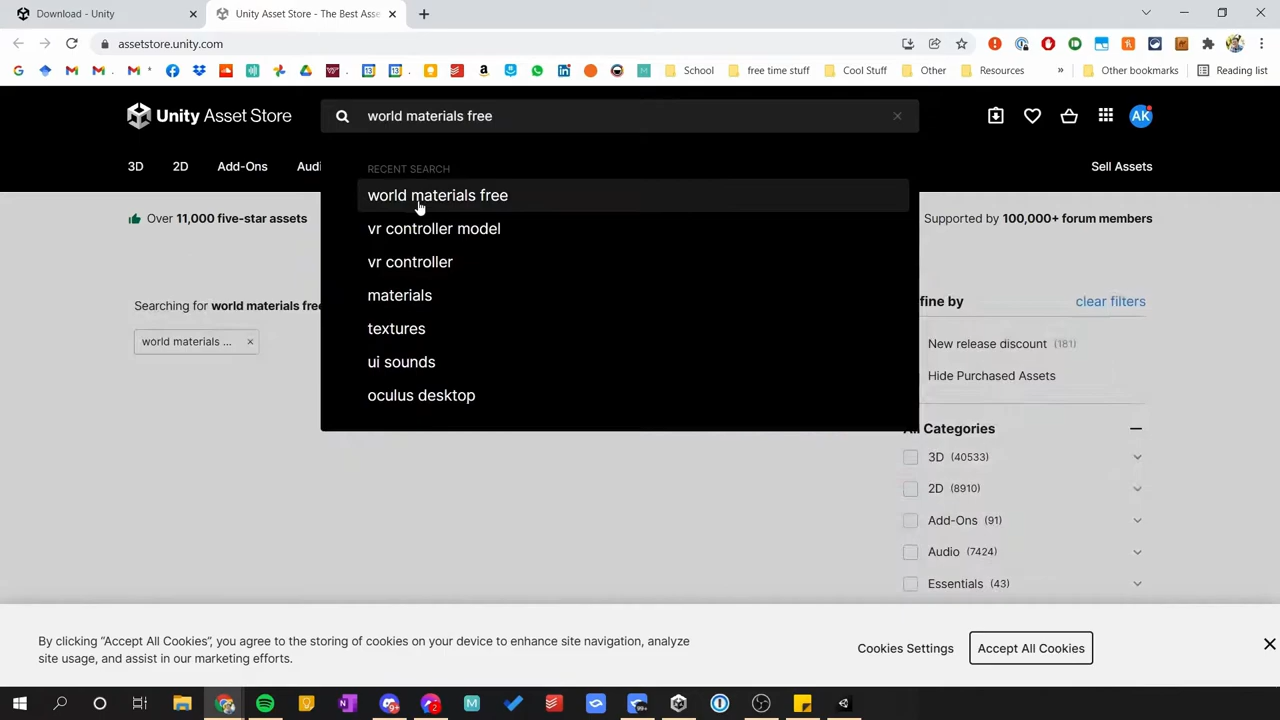 Download - Unity
Unity Asset Store - The Best Asse
assetstore.unity.com
School
free time stuff
Cool Stuff
Other
Resources
»
Other bookmarks
Reading list
Unity Asset Store
world materials free
AK
3D
2D
Add-Ons
Audi
Sell Assets
RECENT SEARCH
world materials free
vr controller model
vr controller
materials
textures
ui sounds
oculus desktop
Over 11,000 five-star assets
Supported by 100,000+ forum members
Searching for world materials free
world materials ...
fine by
clear filters
New release discount (181)
Hide Purchased Assets
All Categories
3D (40533)
2D (8910)
Add-Ons (91)
Audio (7424)
Essentials (43)
By clicking “Accept All Cookies”, you agree to the storing of cookies on your device to enhance site navigation, analyze
site usage, and assist in our marketing efforts.
Cookies Settings
Accept All Cookies